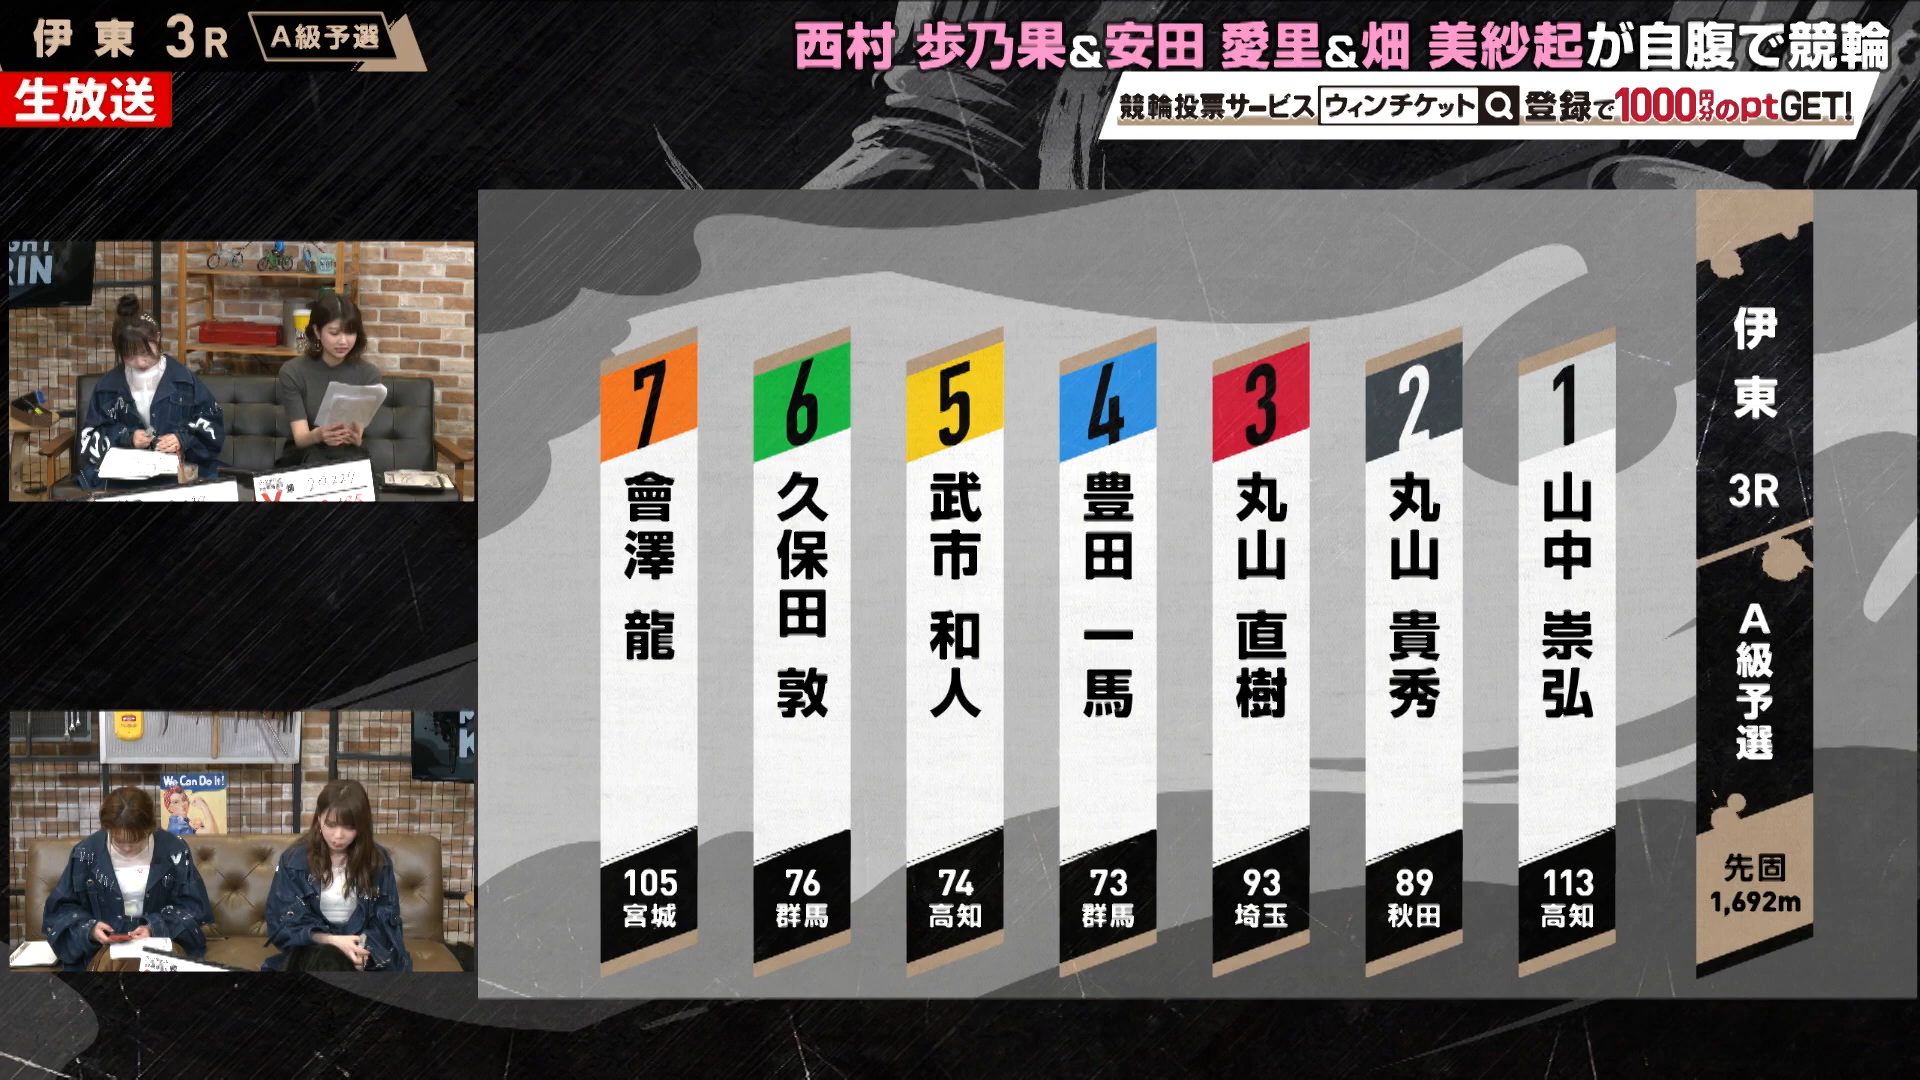 伊東 3R A級予選
生放送
西村 歩乃果&安田 愛里&畑 美紗起が自腹で競輪
競輪投票サービス ウィンチケット 登録で1000円分のptGET!
RIN
We Can Do It!
伊東 3R
A級予選
先固
1,692m
1 山中 崇弘 113 高知
2 丸山 貴秀 89 秋田
3 丸山 直樹 93 埼玉
4 豊田 一馬 73 群馬
5 武市 和人 74 高知
6 久保田 敦 76 群馬
7 會澤 龍 105 宮城